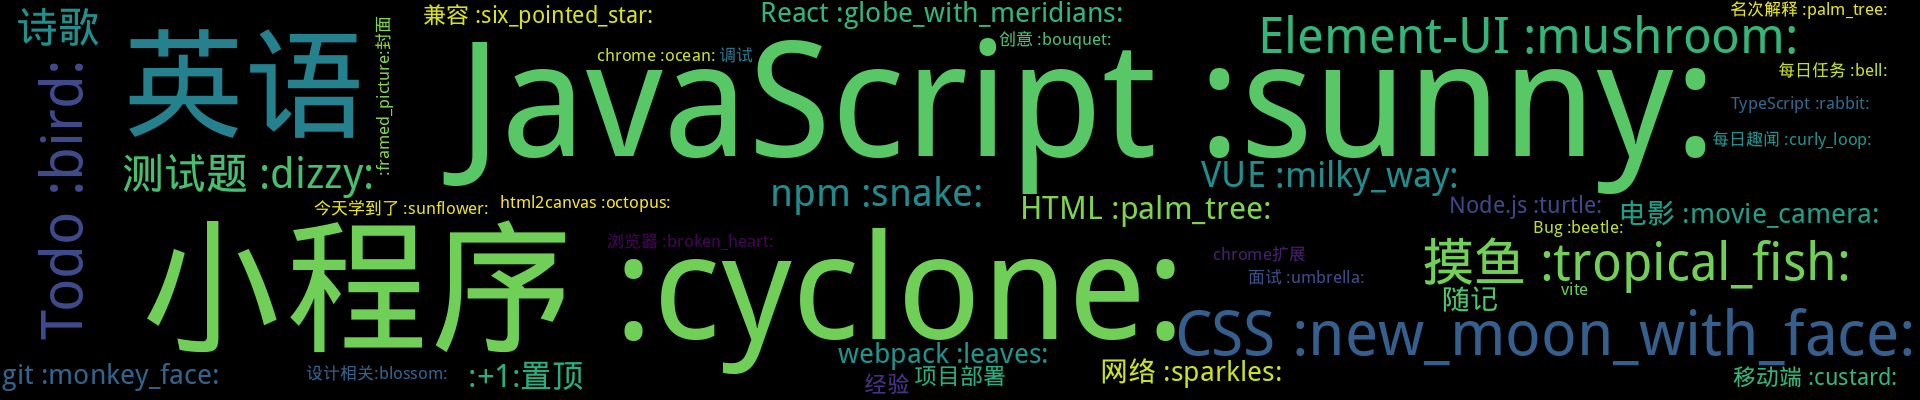 诗歌
兼容 :six_pointed_star:
React :globe_with_meridians:
名次解释 :palm_tree:
创意 :bouquet:
Element-UI :mushroom:
英语
:framed_picture:封面
chrome :ocean:
调试
JavaScript :sunny:
每日任务 :bell:
TypeScript :rabbit:
每日趣闻 :curly_loop:
Todo :bird:
测试题 :dizzy:
npm :snake:
VUE :milky_way:
今天学到了 :sunflower:
html2canvas :octopus:
HTML :palm_tree:
Node.js :turtle:
电影 :movie_camera:
Bug :beetle:
浏览器 :broken_heart:
小程序 :cyclone:
chrome扩展
面试 :umbrella:
摸鱼 :tropical_fish:
vite
随记
CSS :new_moon_with_face:
webpack :leaves:
git :monkey_face:
设计相关:blossom:
:+1:置顶
经验
项目部署
网络 :sparkles:
移动端 :custard: